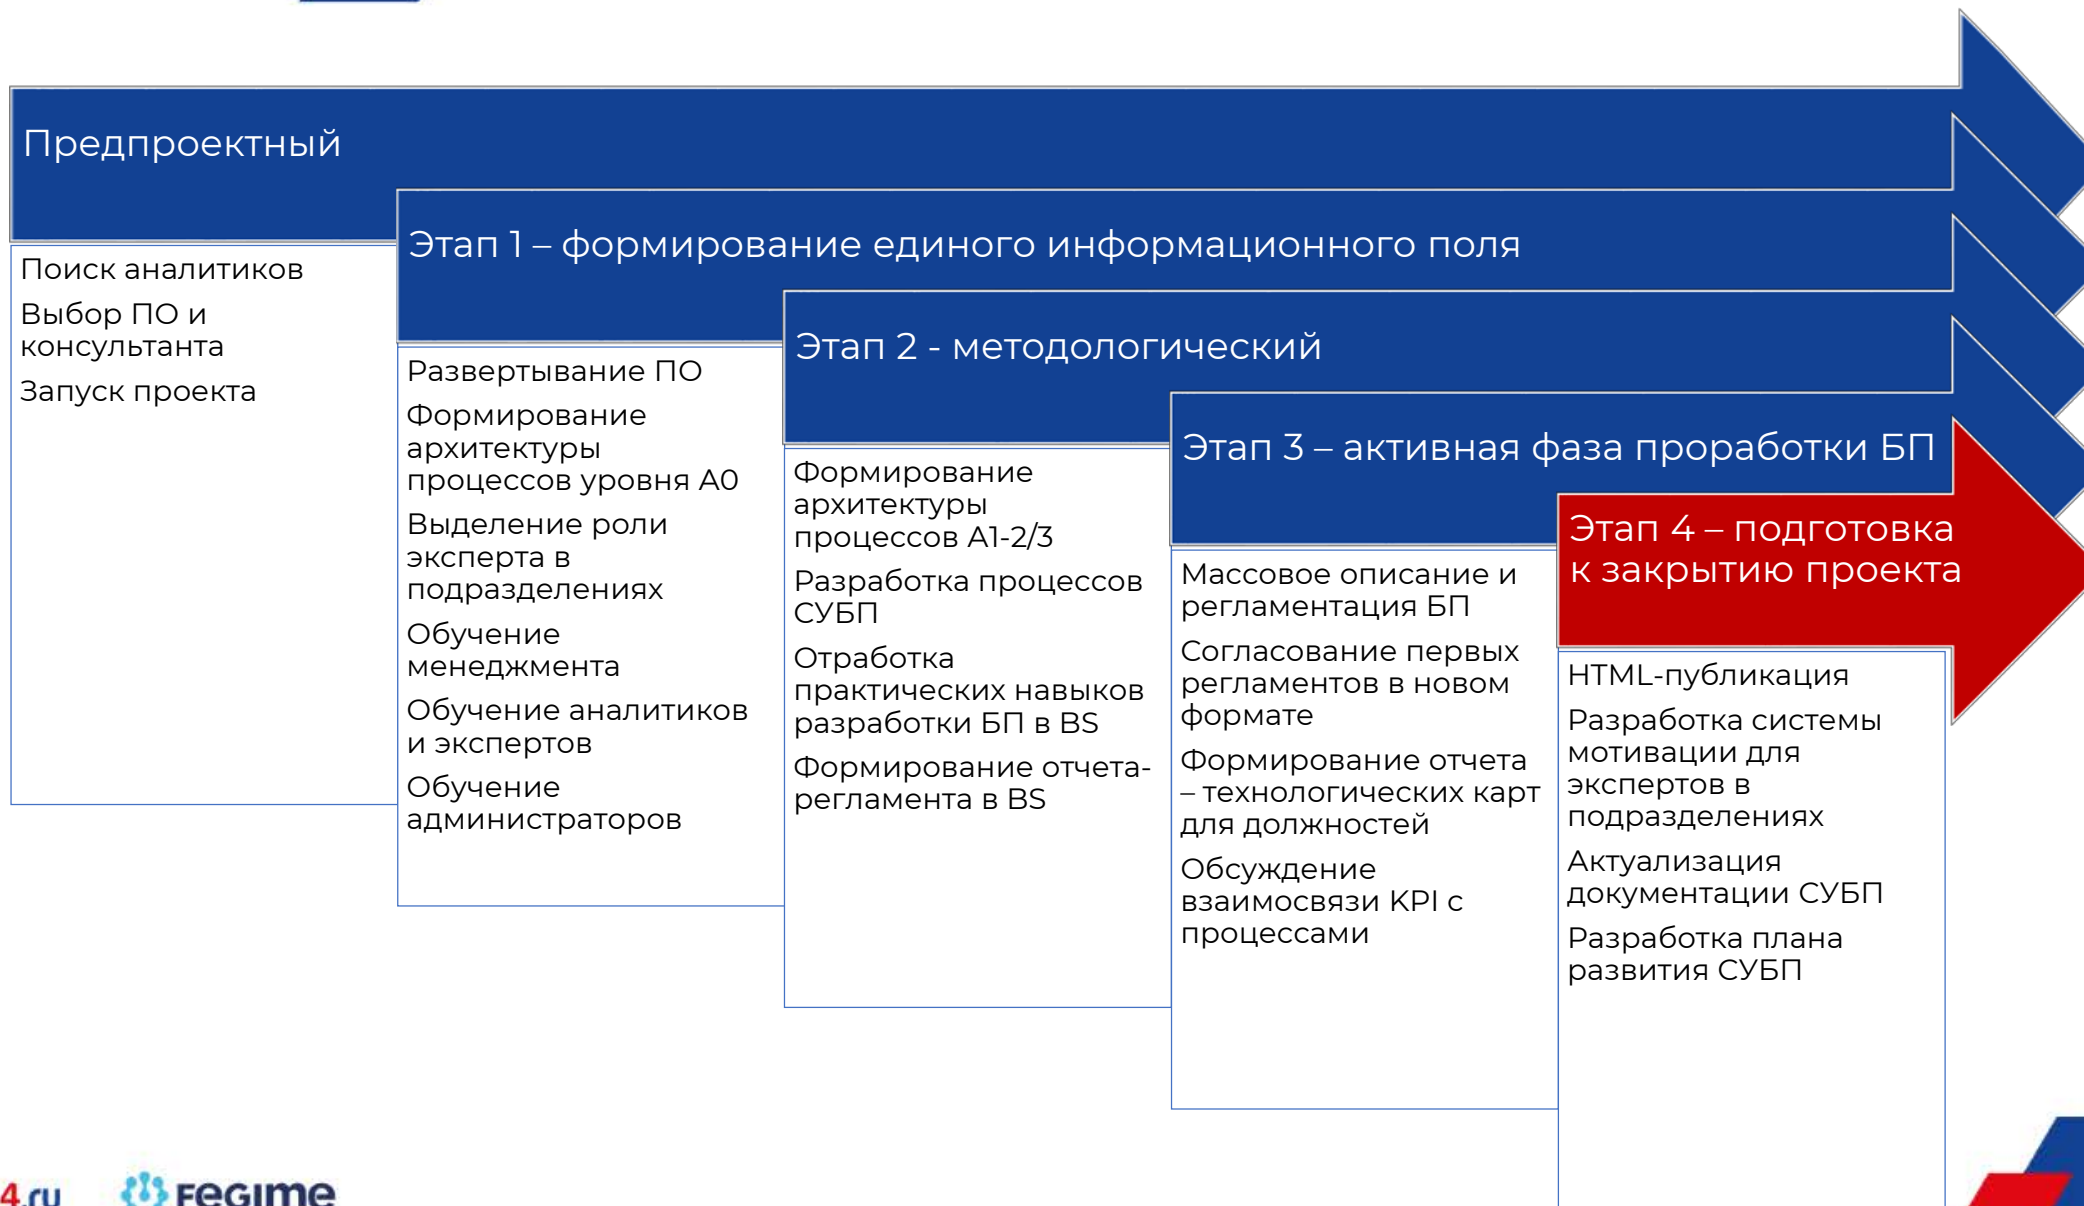 Предпроектный
Поиск аналитиков
Выбор ПО и
консультанта
Запуск проекта
Этап 1 – формирование единого информационного поля
Развертывание ПО
Формирование
архитектуры
процессов уровня А0
Выделение роли
эксперта в
подразделениях
Обучение
менеджмента
Обучение аналитиков
и экспертов
Обучение
администраторов
Этап 2 - методологический
Формирование
архитектуры
процессов А1-2/3
Разработка процессов
СУБП
Отработка
практических навыков
разработки БП в BS
Формирование отчета-
регламента в BS
Этап 3 – активная фаза проработки БП
Массовое описание и
регламентация БП
Согласование первых
регламентов в новом
формате
Формирование отчета
– технологических карт
для должностей
Обсуждение
взаимосвязи KPI с
процессами
Этап 4 – подготовка
к закрытию проекта
HTML-публикация
Разработка системы
мотивации для
экспертов в
подразделениях
Актуализация
документации СУБП
Разработка плана
развития СУБП
4.ru
FEGIME